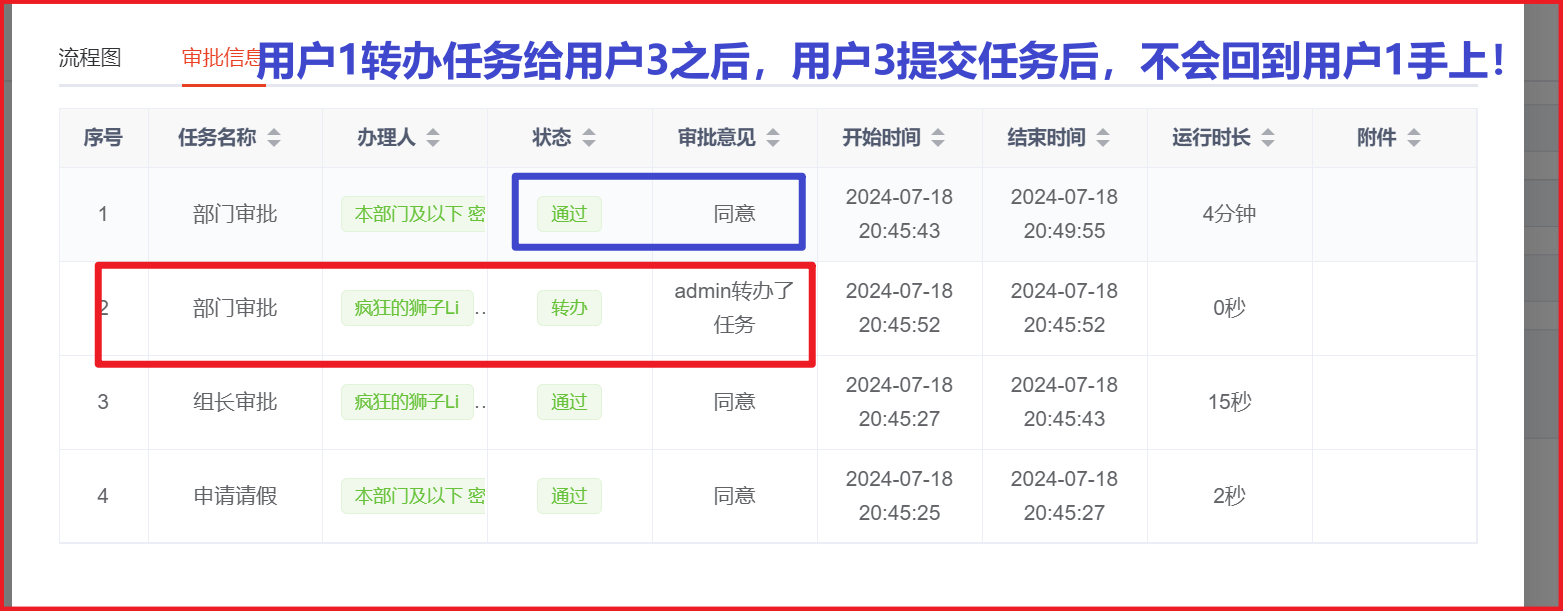 流程图
审批信息
用户1转办任务给用户3之后，用户3提交任务后，不会回到用户1手上！
序号 任务名称 办理人 状态 审批意见 开始时间 结束时间 运行时长 附件
1 部门审批 本部门及以下 密 通过 同意 2024-07-18 20:45:43 2024-07-18 20:49:55 4分钟
2 部门审批 疯狂的狮子Li .. 转办 admin转办了任务 2024-07-18 20:45:52 2024-07-18 20:45:52 0秒
3 组长审批 疯狂的狮子Li .. 通过 同意 2024-07-18 20:45:27 2024-07-18 20:45:43 15秒
4 申请请假 本部门及以下 密 通过 同意 2024-07-18 20:45:25 2024-07-18 20:45:27 2秒